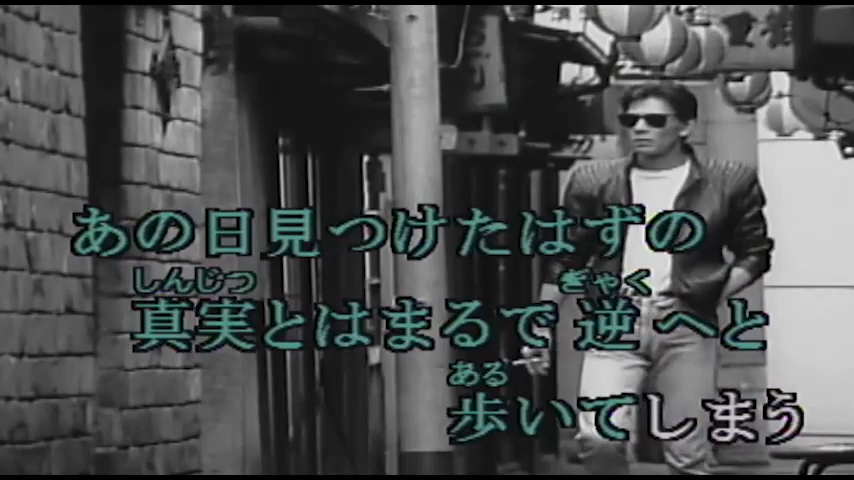 あの日見つけたはずの
しんじつ ぎゃく
真実とはまるで逆へと
ある
歩いてしまう